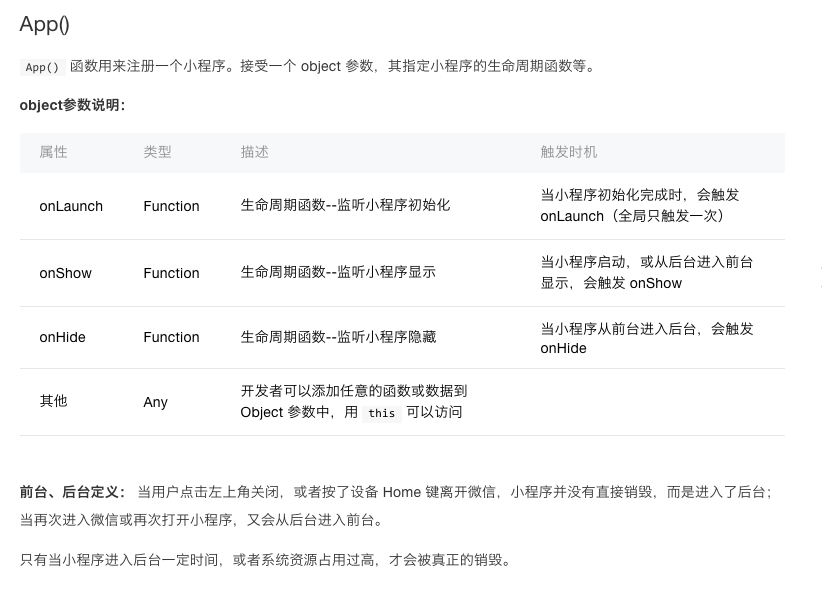 App()
App() 函数用来注册一个小程序。接受一个 object 参数，其指定小程序的生命周期函数等。
object参数说明：
属性 类型 描述 触发时机
onLaunch Function 生命周期函数--监听小程序初始化 当小程序初始化完成时，会触发
onLaunch（全局只触发一次）
onShow Function 生命周期函数--监听小程序显示 当小程序启动，或从后台进入前台
显示，会触发 onShow
onHide Function 生命周期函数--监听小程序隐藏 当小程序从前台进入后台，会触发
onHide
其他 Any 开发者可以添加任意的函数或数据到
Object 参数中，用 this 可以访问
前台、后台定义： 当用户点击左上角关闭，或者按了设备 Home 键离开微信，小程序并没有直接销毁，而是进入了后台；
当再次进入微信或再次打开小程序，又会从后台进入前台。
只有当小程序进入后台一定时间，或者系统资源占用过高，才会被真正的销毁。